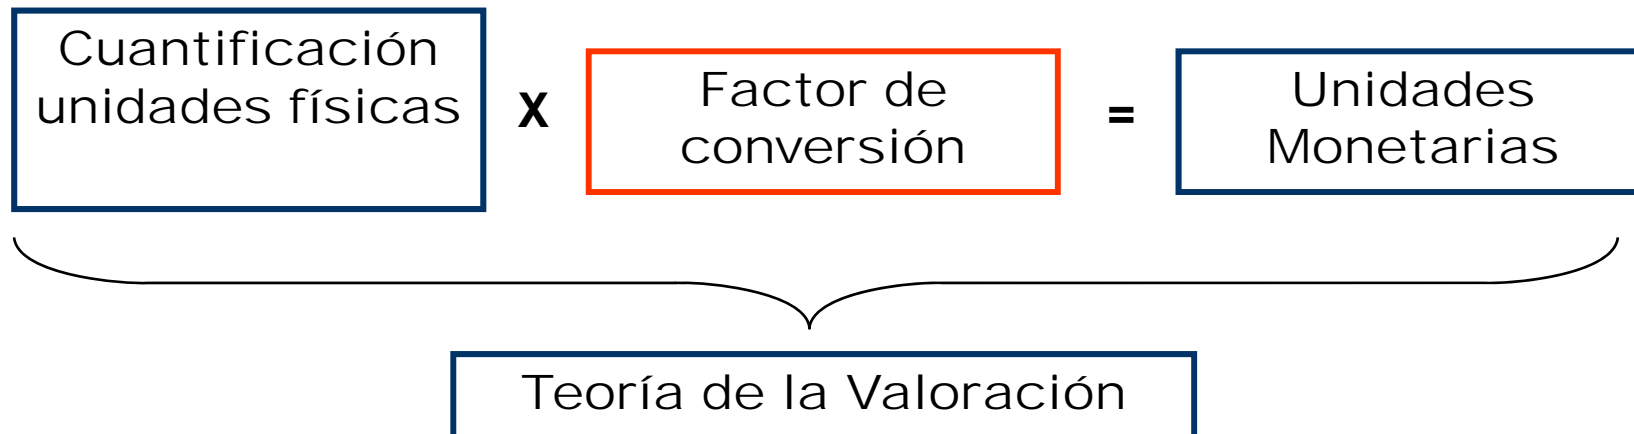 Cuantificación
unidades físicas
X
Factor de
conversión
=
Unidades
Monetarias
Teoría de la Valoración